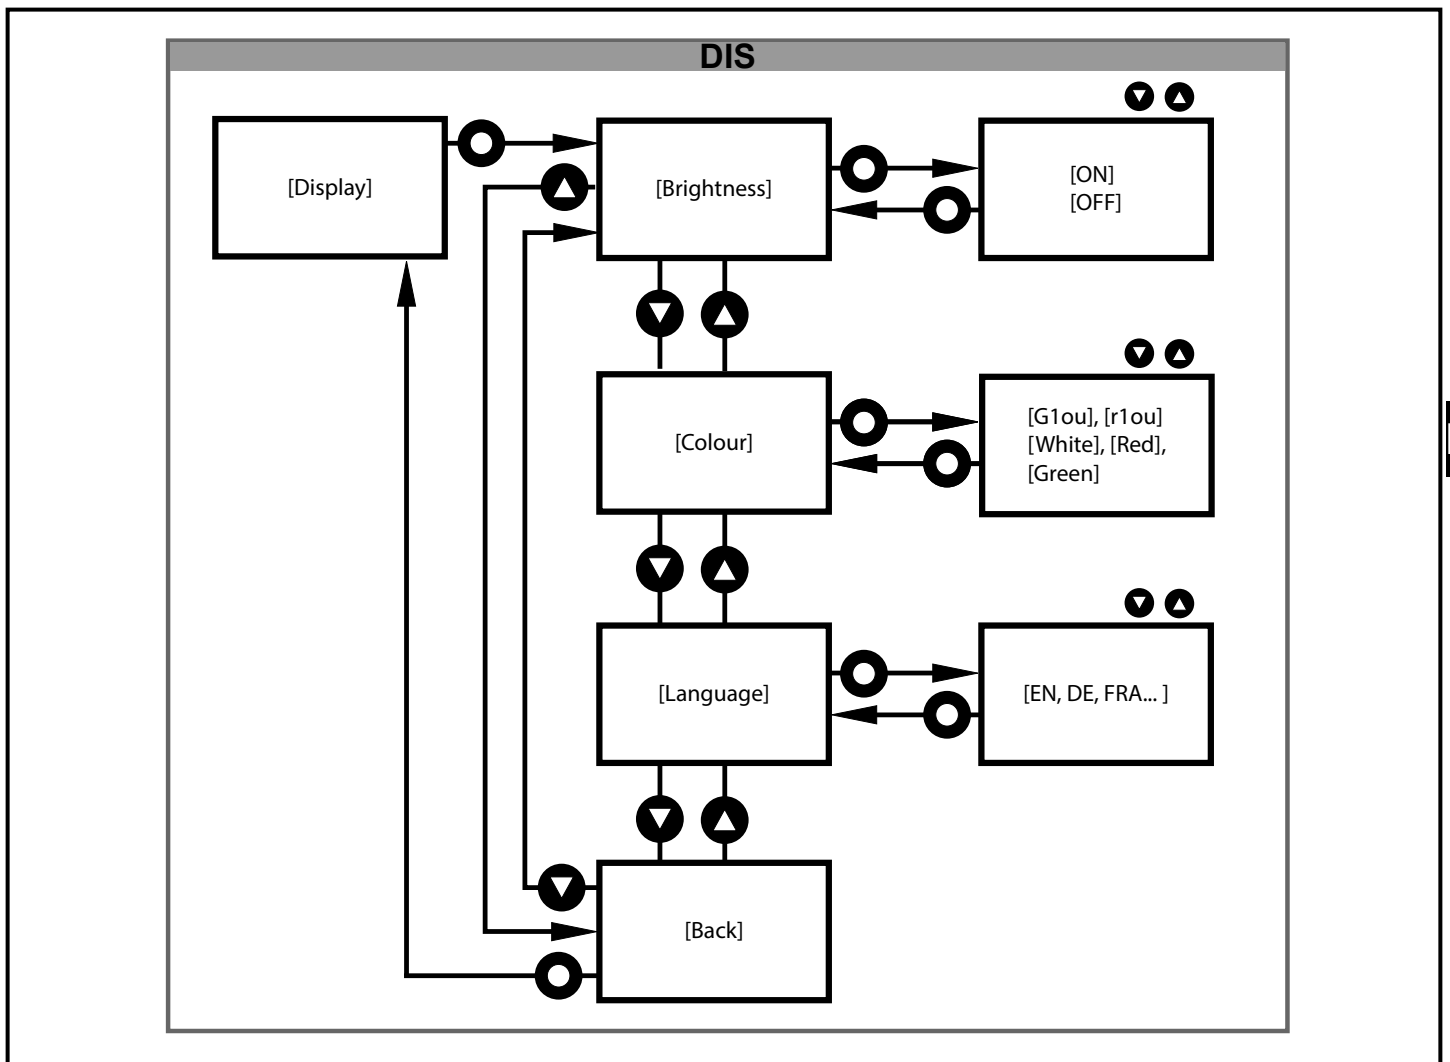 DIS
[Display]
[Brightness]
[ON]
[OFF]
[Colour]
[G1ou], [r1ou]
[White], [Red],
[Green]
[Language]
[EN, DE, FRA... ]
[Back]